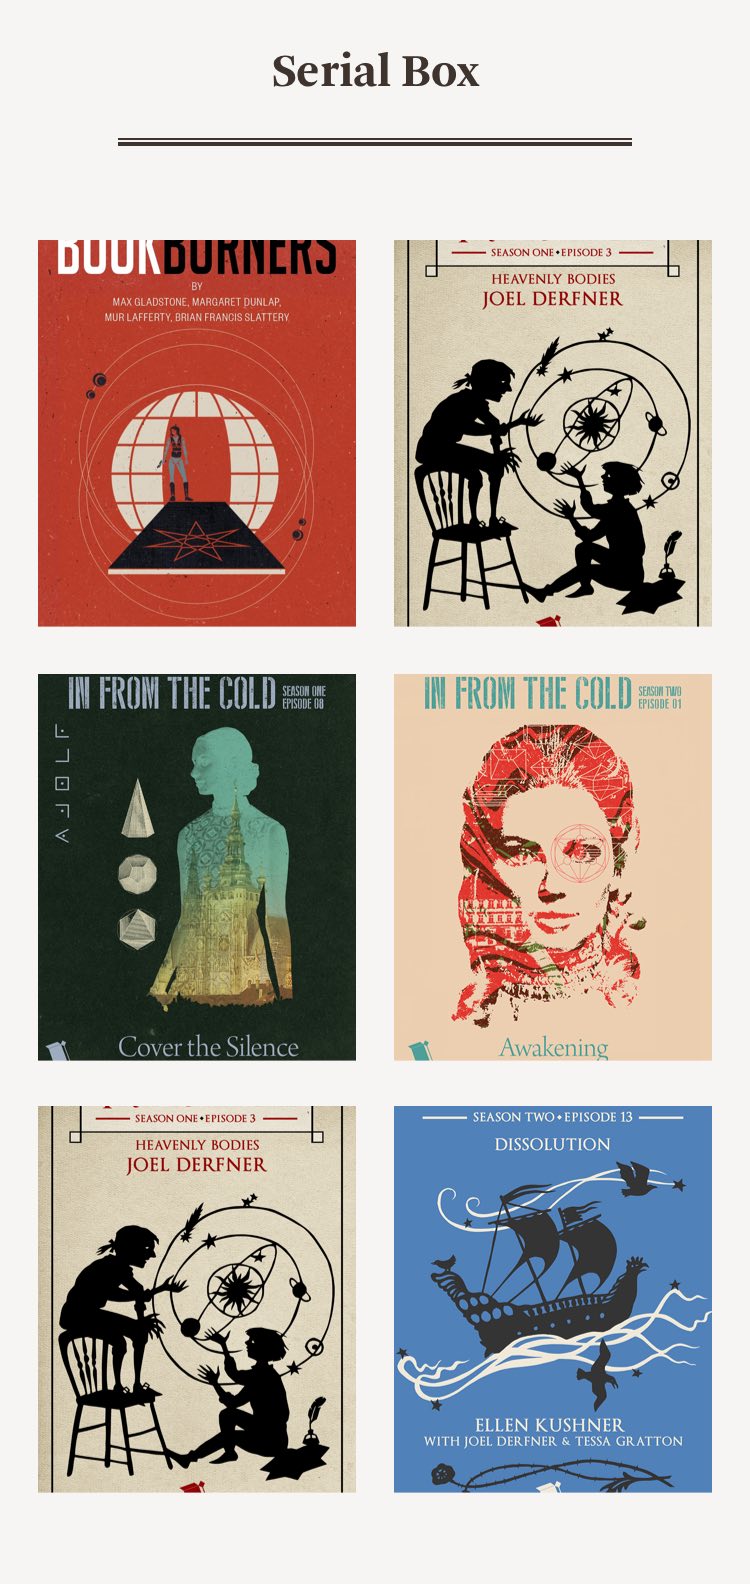 Serial Box
BOOKBURNERS
BY
MAX GLADSTONE, MARGARET DUNLAP,
MUR LAFFERTY, BRIAN FRANCIS SLATTERY
SEASON ONE • EPISODE 3
HEAVENLY BODIES
JOEL DERFNER
IN FROM THE COLD
SEASON ONE
EPISODE 06
Cover the Silence
IN FROM THE COLD
SEASON TWO
EPISODE 01
Awakening
SEASON ONE • EPISODE 3
HEAVENLY BODIES
JOEL DERFNER
SEASON TWO • EPISODE 13
DISSOLUTION
ELLEN KUSHNER
WITH JOEL DERFNER & TESSA GRATTON